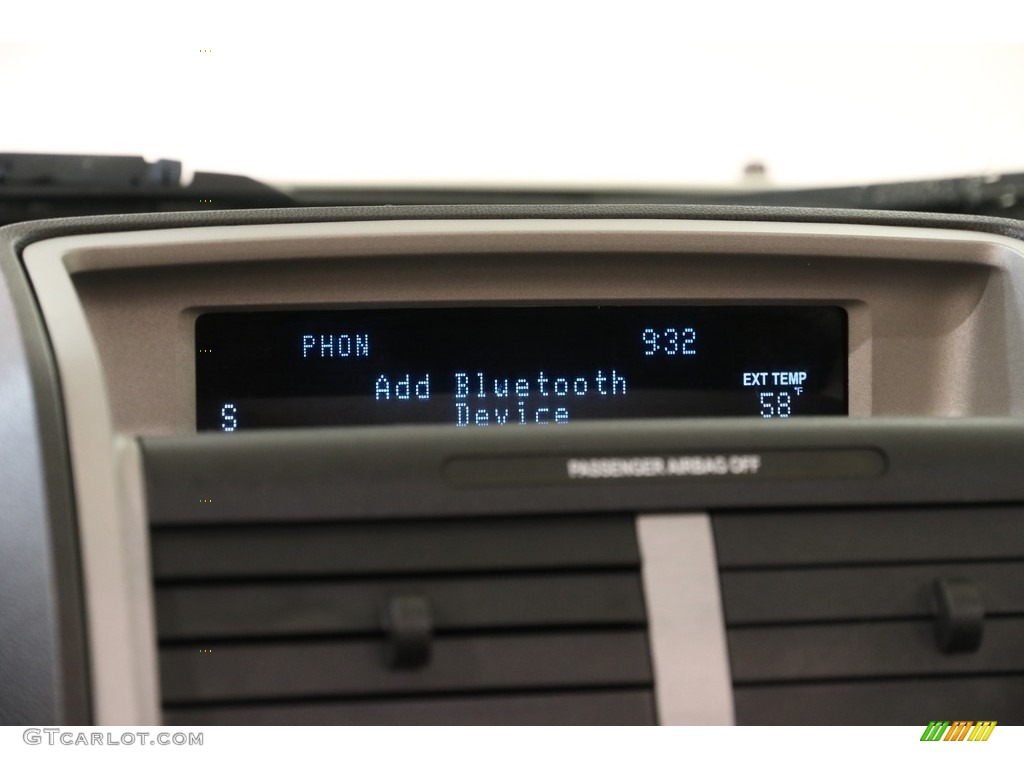 PHON 9:32
Add Bluetooth
EXT TEMP
S Device 58°F
PASSENGER AIRBAG OFF
GTCARLOT.COM